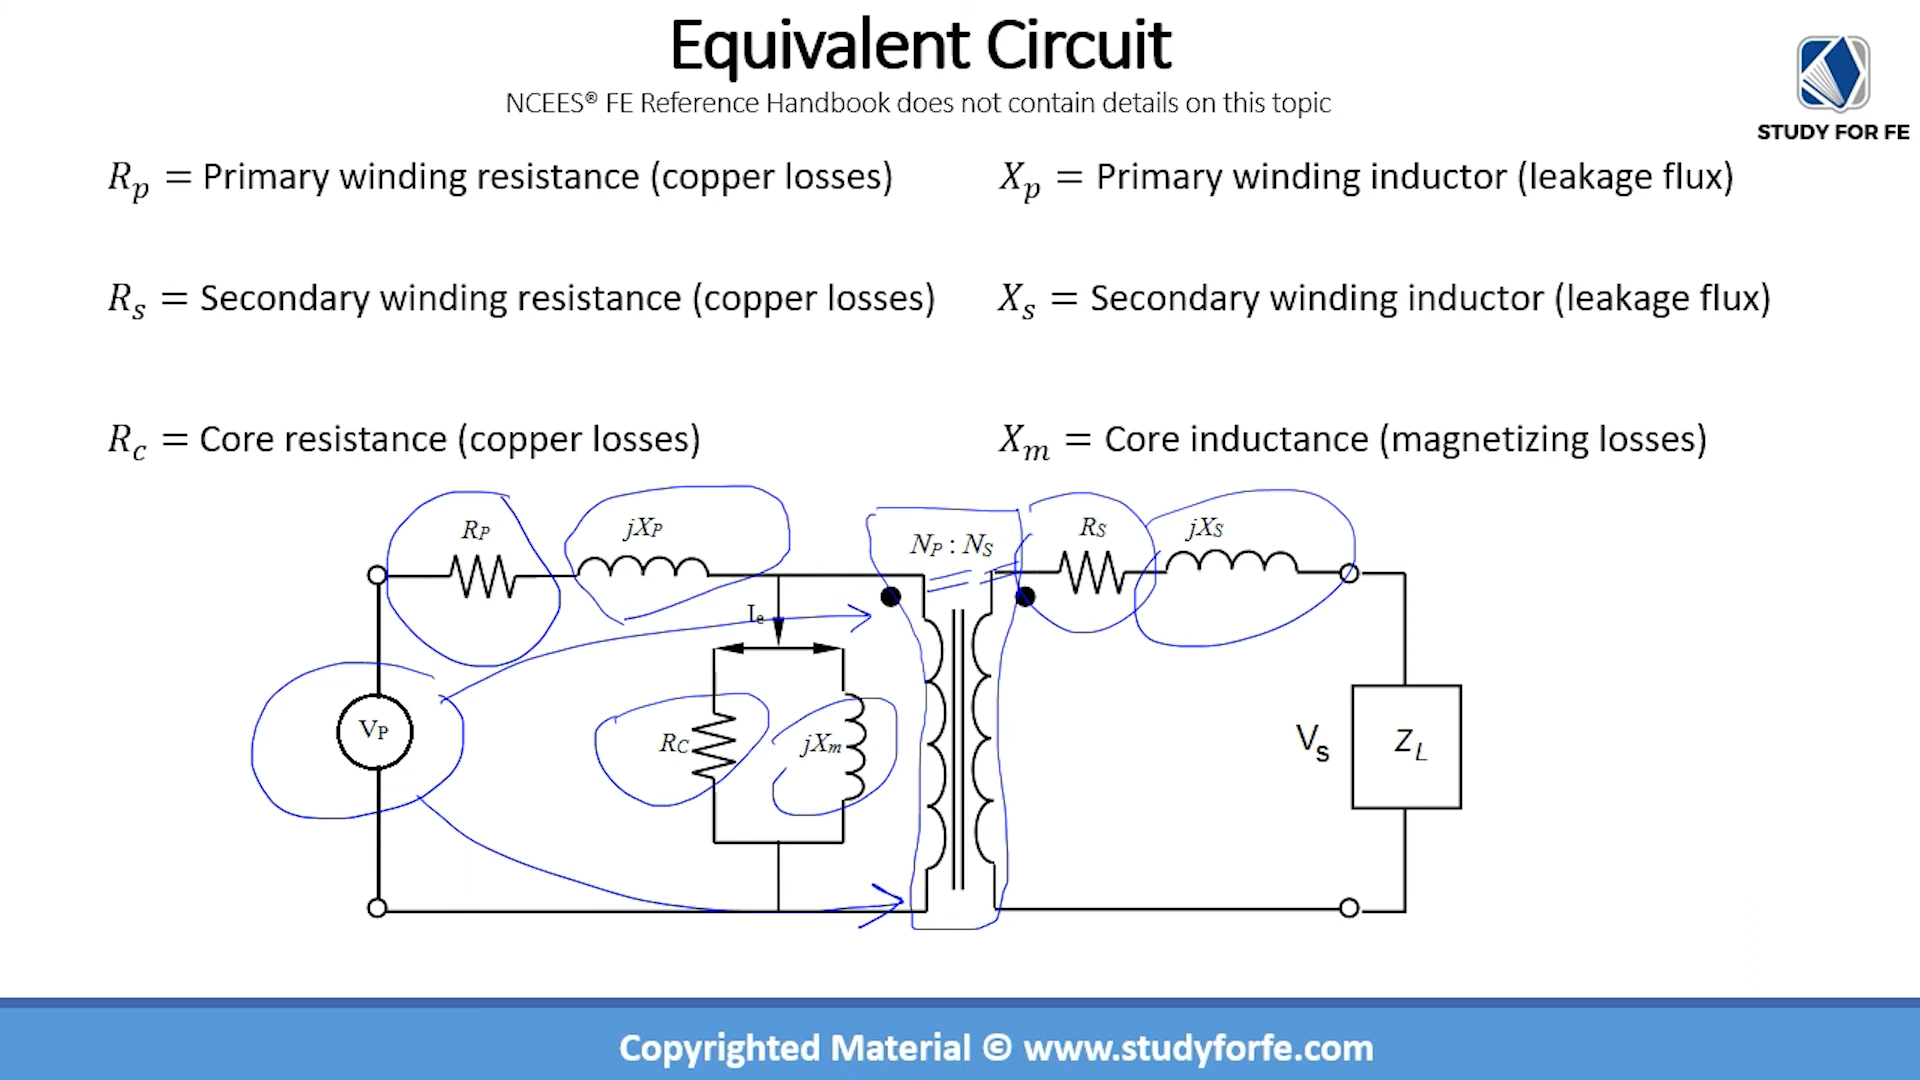 Equivalent Circuit
NCEES® FE Reference Handbook does not contain details on this topic
STUDY FOR FE
Rp = Primary winding resistance (copper losses)
Xp = Primary winding inductor (leakage flux)
Rs = Secondary winding resistance (copper losses)
Xs = Secondary winding inductor (leakage flux)
Rc = Core resistance (copper losses)
Xm = Core inductance (magnetizing losses)
RP
jXP
NP : NS
RS
jXS
Ie
VP
RC
jXm
Vs
ZL
Copyrighted Material © www.studyforfe.com